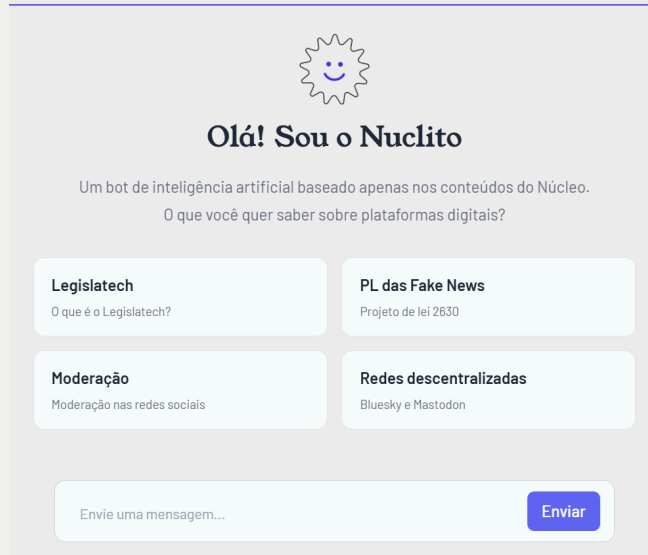 Olá! Sou o Nuclito
Um bot de inteligência artificial baseado apenas nos conteúdos do Núcleo.
O que você quer saber sobre plataformas digitais?
Legislatech
O que é o Legislatech?
PL das Fake News
Projeto de lei 2630
Moderação
Moderação nas redes sociais
Redes descentralizadas
Bluesky e Mastodon
Envie uma mensagem...
Enviar